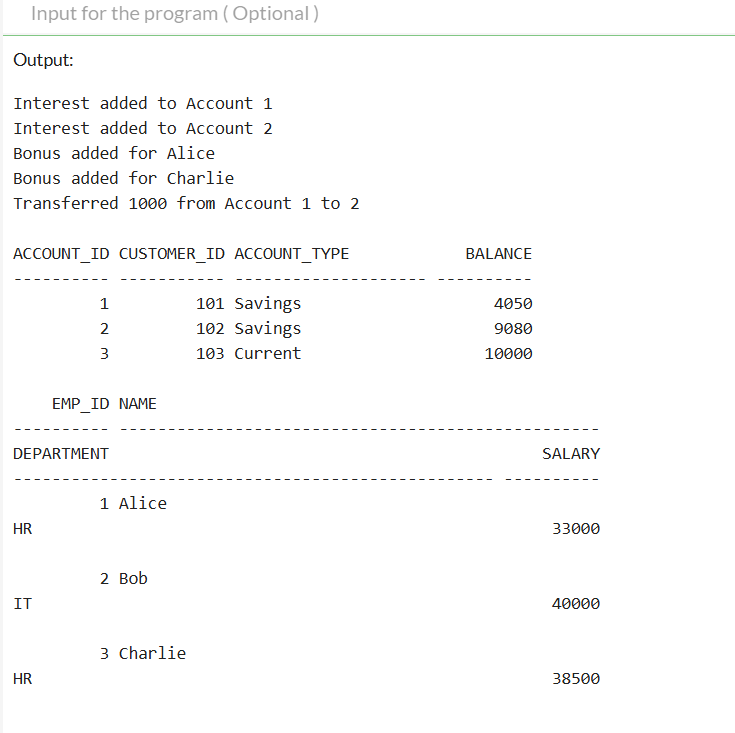 Input for the program ( Optional )
Output:
Interest added to Account 1
Interest added to Account 2
Bonus added for Alice
Bonus added for Charlie
Transferred 1000 from Account 1 to 2
ACCOUNT_ID CUSTOMER_ID ACCOUNT_TYPE            BALANCE
---------- ----------- -------------------- ----------
         1         101 Savings                    4050
         2         102 Savings                    9080
         3         103 Current                   10000
    EMP_ID NAME
---------- --------------------------------------------------
DEPARTMENT                                             SALARY
-------------------------------------------------- ----------
         1 Alice
HR                                                      33000
         2 Bob
IT                                                      40000
         3 Charlie
HR                                                      38500